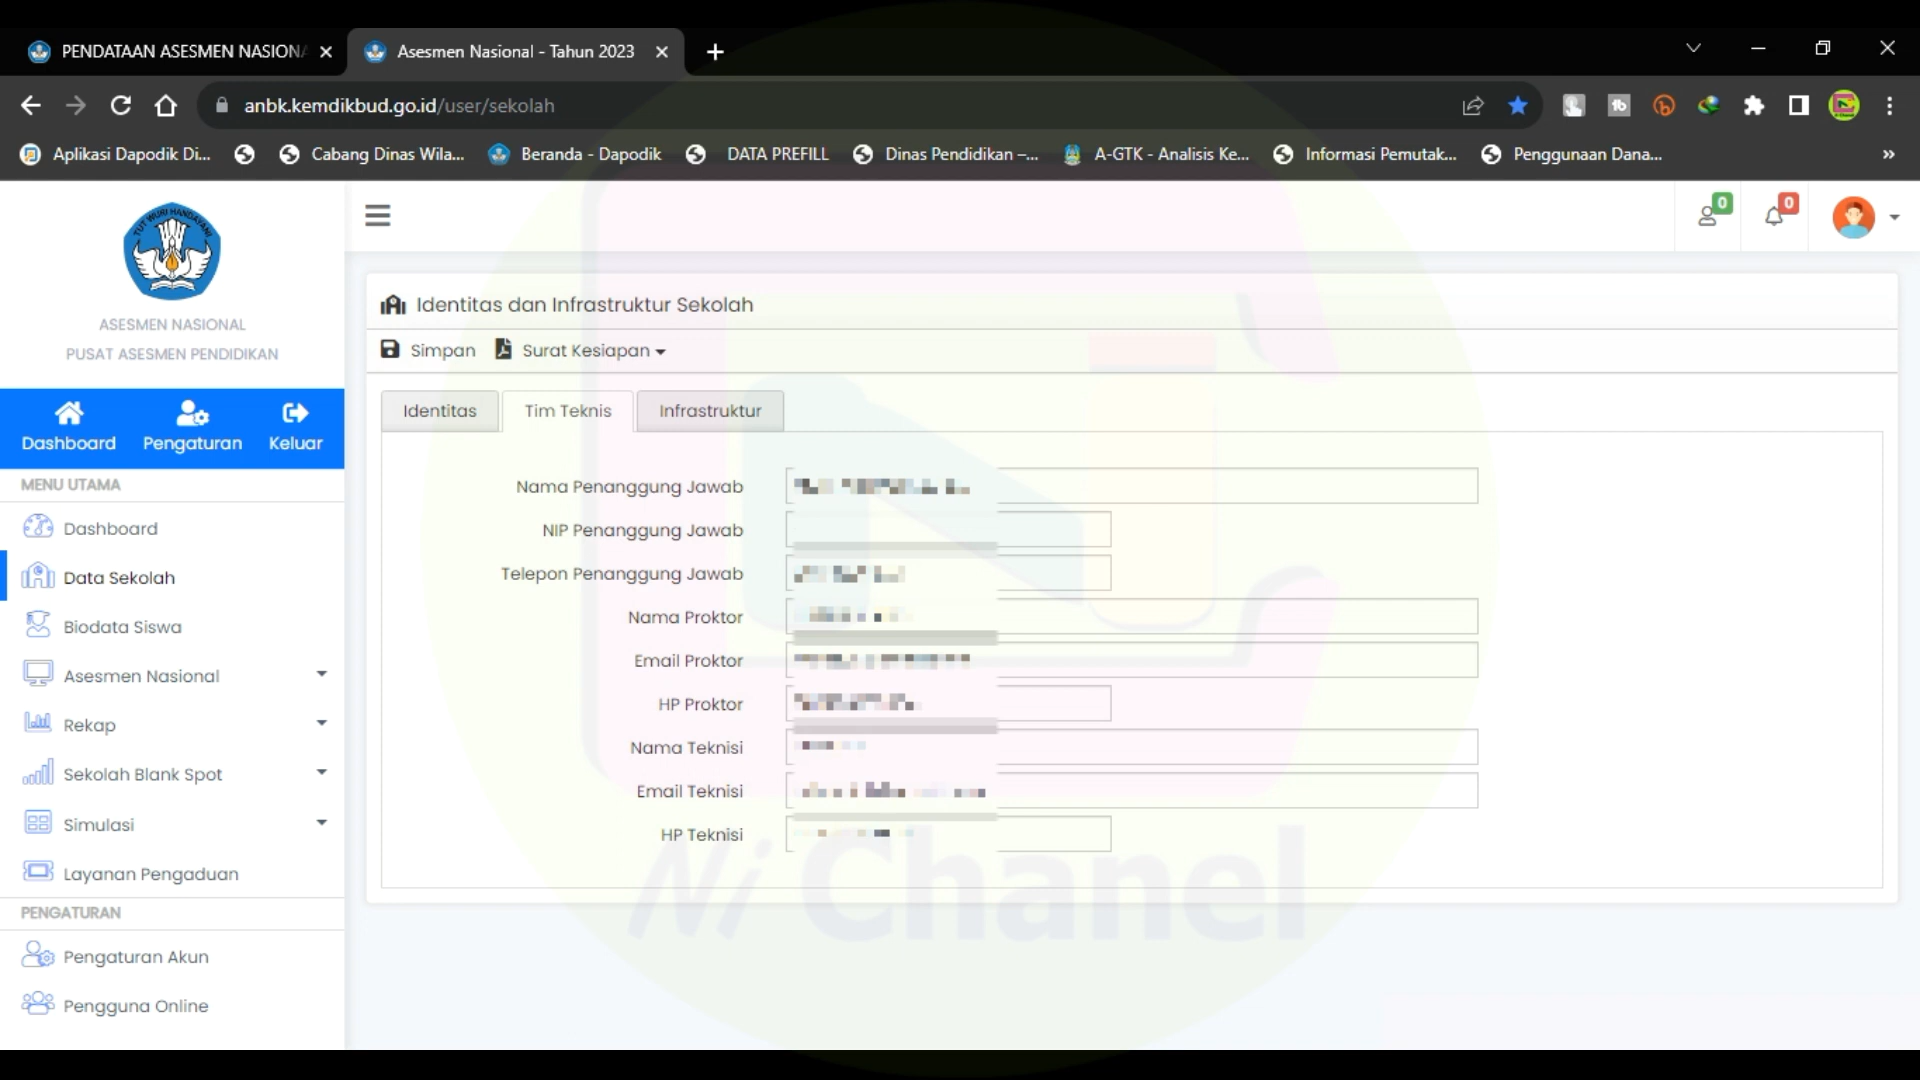 PENDATAAN ASESMEN NASIONA
Asesmen Nasional - Tahun 2023
anbk.kemdikbud.go.id/user/sekolah
Aplikasi Dapodik Di...
Cabang Dinas Wila...
Beranda - Dapodik
DATA PREFILL
Dinas Pendidikan –...
A-GTK - Analisis Ke...
Informasi Pemutak...
Penggunaan Dana...
»
TUT WURI HANDAYANI
ASESMEN NASIONAL
PUSAT ASESMEN PENDIDIKAN
Dashboard
Pengaturan
Keluar
MENU UTAMA
Dashboard
Data Sekolah
Biodata Siswa
Asesmen Nasional
Rekap
Sekolah Blank Spot
Simulasi
Layanan Pengaduan
PENGATURAN
Pengaturan Akun
Pengguna Online
0
0
Identitas dan Infrastruktur Sekolah
Simpan
Surat Kesiapan
Identitas
Tim Teknis
Infrastruktur
Nama Penanggung Jawab
NIP Penanggung Jawab
Telepon Penanggung Jawab
Nama Proktor
Email Proktor
HP Proktor
Nama Teknisi
Email Teknisi
HP Teknisi
Ni Chanel